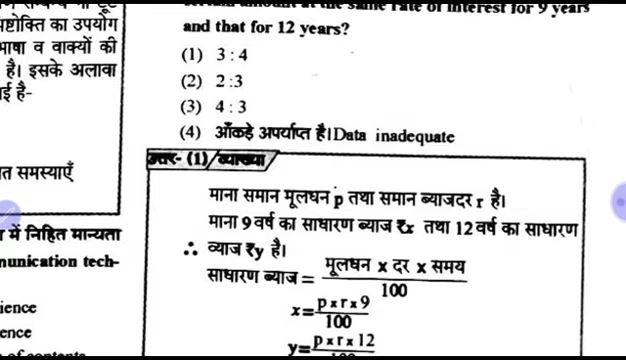 का उपयोग
भाषा व वाक्यों की
है। इसके अलावा
ई है-
त समस्याएँ
में निहित मान्यता
munication tech-
ience
ence
amount at the same rate of interest for 9 years
and that for 12 years?
(1) 3 : 4
(2) 2 :3
(3) 4 : 3
(4) आँकड़े अपर्याप्त है।Data inadequate
उत्तर- (1)/व्याख्या
माना समान मूलधन p तथा समान ब्याजदर r है।
माना 9 वर्ष का साधारण ब्याज ₹x तथा 12 वर्ष का साधारण
∴ व्याज ₹y है।
साधारण ब्याज = मूलधन x दर x समय
100
x= p x r x 9
100
y= p x r x 12